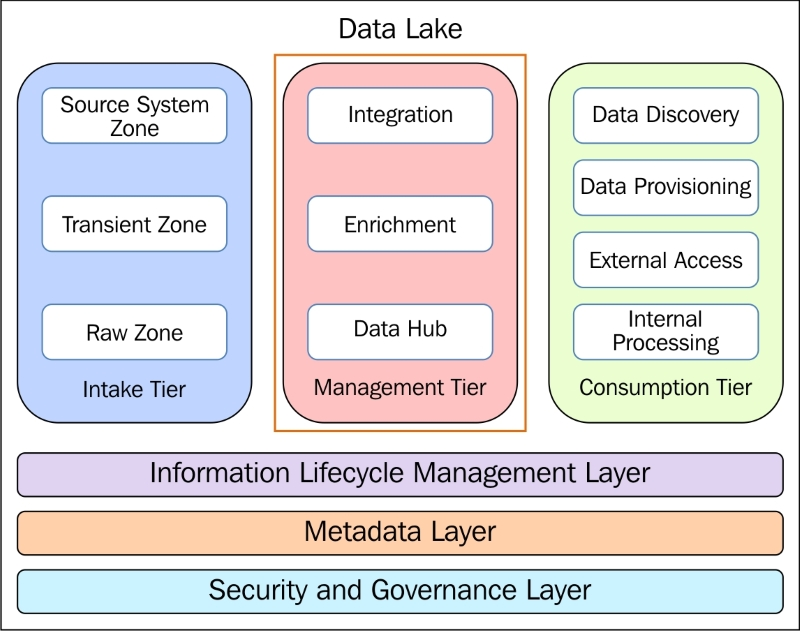 Data Lake
Source System
Zone
Transient Zone
Raw Zone
Intake Tier
Integration
Enrichment
Data Hub
Management Tier
Data Discovery
Data Provisioning
External Access
Internal
Processing
Consumption Tier
Information Lifecycle Management Layer
Metadata Layer
Security and Governance Layer